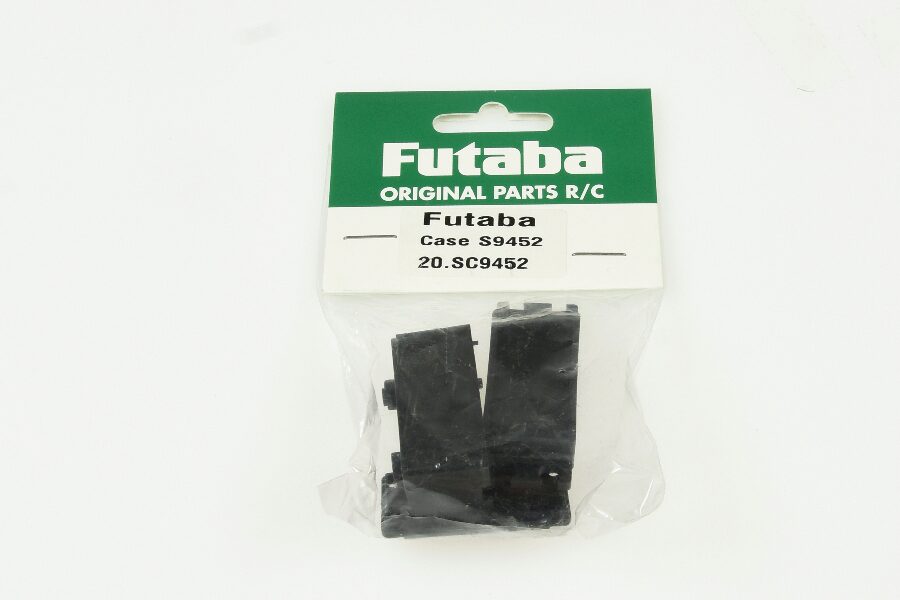 Futaba
ORIGINAL PARTS R/C
Futaba
Case S9452
20.SC9452